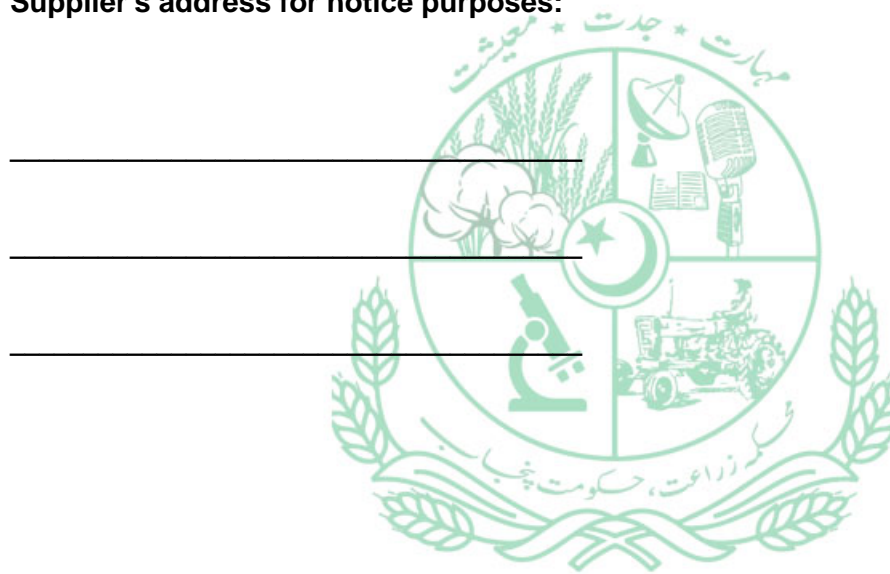 Supplier's address for notice purposes:
مہارت ٭ جدت ٭ معیشت
محکمہ زراعت، حکومت پنجاب